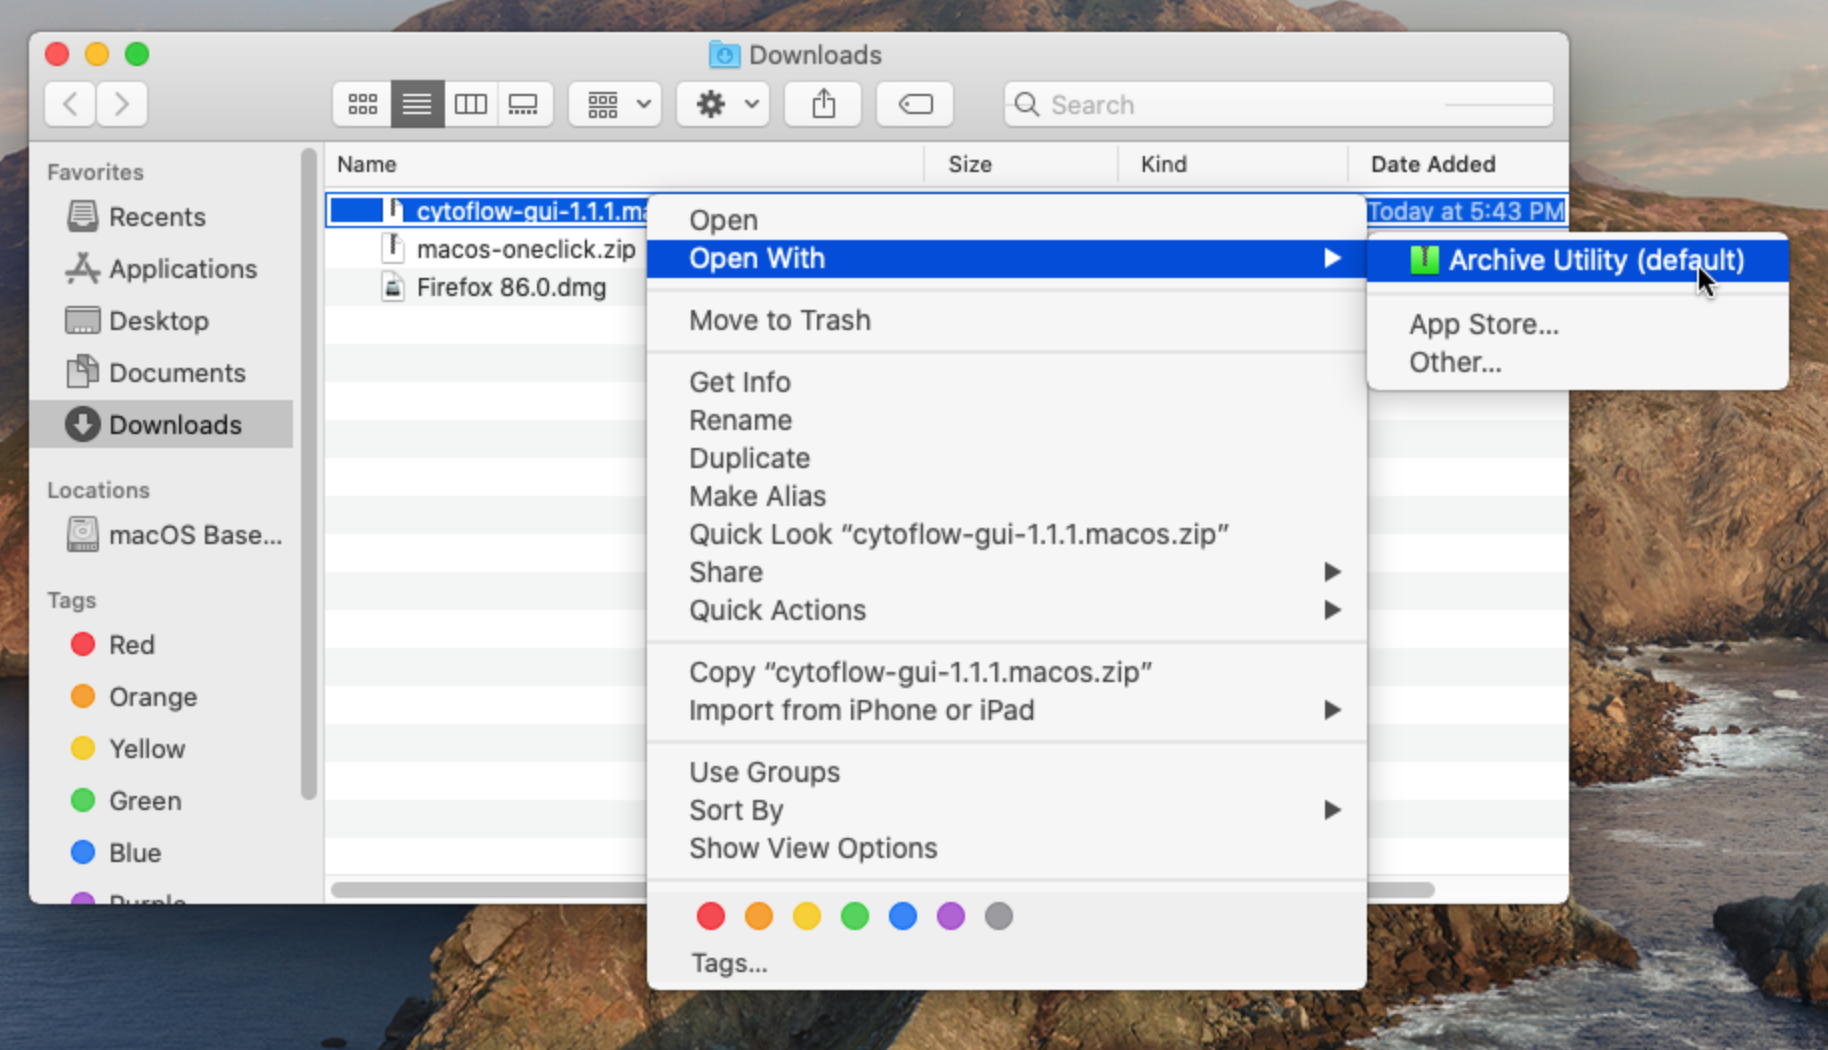 Downloads
Search
Favorites
Recents
Applications
Desktop
Documents
Downloads
Locations
macOS Base...
Tags
Red
Orange
Yellow
Green
Blue
Purple
Name Size Kind Date Added
cytoflow-gui-1.1.1.ma Today at 5:43 PM
macos-oneclick.zip
Firefox 86.0.dmg
Open
Open With
Move to Trash
Get Info
Rename
Duplicate
Make Alias
Quick Look “cytoflow-gui-1.1.1.macos.zip”
Share
Quick Actions
Copy “cytoflow-gui-1.1.1.macos.zip”
Import from iPhone or iPad
Use Groups
Sort By
Show View Options
Tags...
Archive Utility (default)
App Store...
Other...